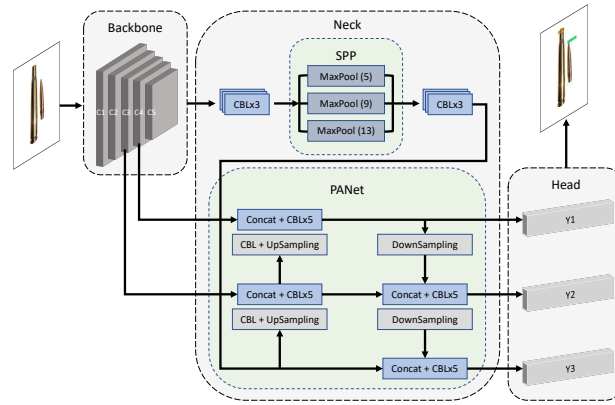 Backbone
Neck
SPP
C1
C2
C3
C4
C5
CBLx3
MaxPool (5)
MaxPool (9)
MaxPool (13)
CBLx3
PANet
Head
Concat + CBLx5
Y1
CBL + UpSampling
DownSampling
Concat + CBLx5
Concat + CBLx5
Y2
CBL + UpSampling
DownSampling
Concat + CBLx5
Y3